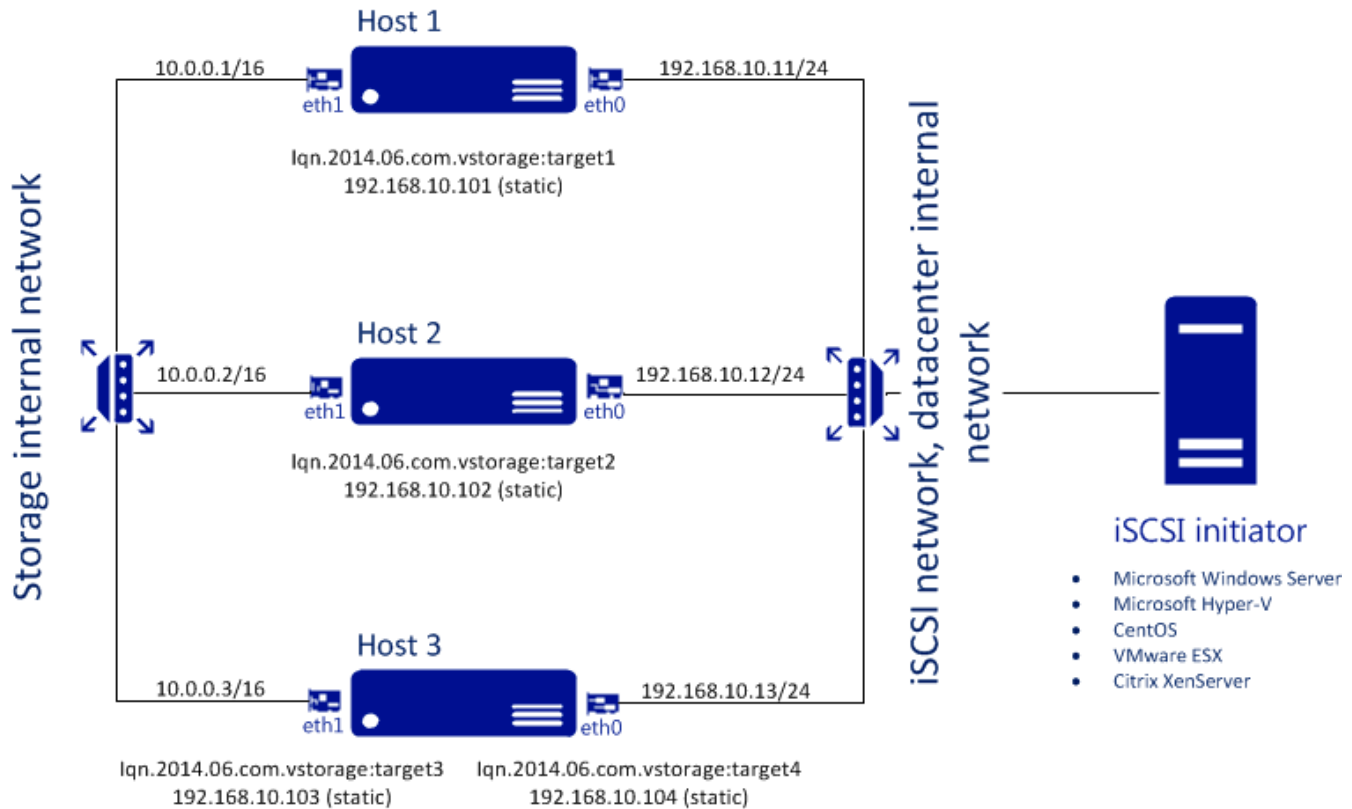 Host 1
10.0.0.1/16
192.168.10.11/24
eth1
eth0
lqn.2014.06.com.vstorage:target1
192.168.10.101 (static)
Storage internal network
Host 2
10.0.0.2/16
192.168.10.12/24
eth1
eth0
lqn.2014.06.com.vstorage:target2
192.168.10.102 (static)
iSCSI network, datacenter internal
network
Host 3
10.0.0.3/16
192.168.10.13/24
eth1
eth0
lqn.2014.06.com.vstorage:target3
192.168.10.103 (static)
lqn.2014.06.com.vstorage:target4
192.168.10.104 (static)
iSCSI initiator
• Microsoft Windows Server
• Microsoft Hyper-V
• CentOS
• VMware ESX
• Citrix XenServer